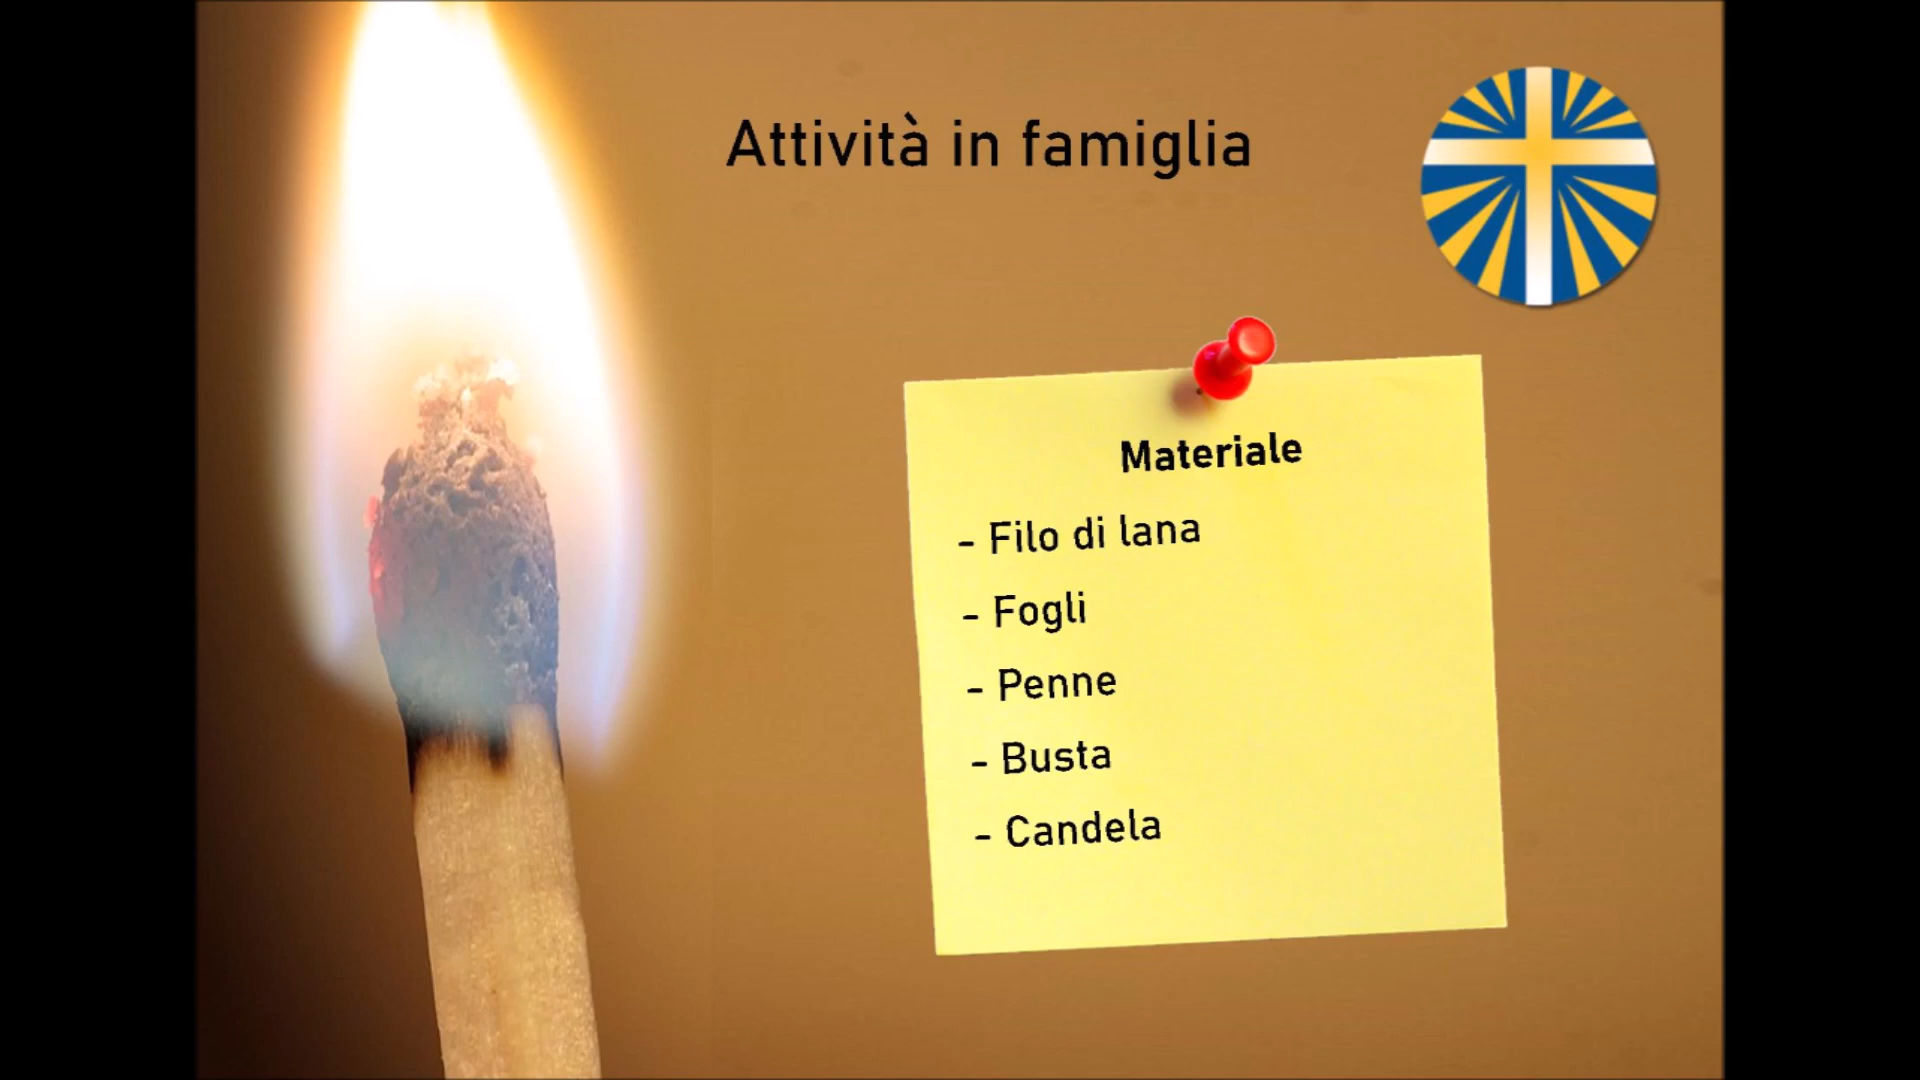 Attività in famiglia
Materiale
- Filo di lana
- Fogli
- Penne
- Busta
- Candela